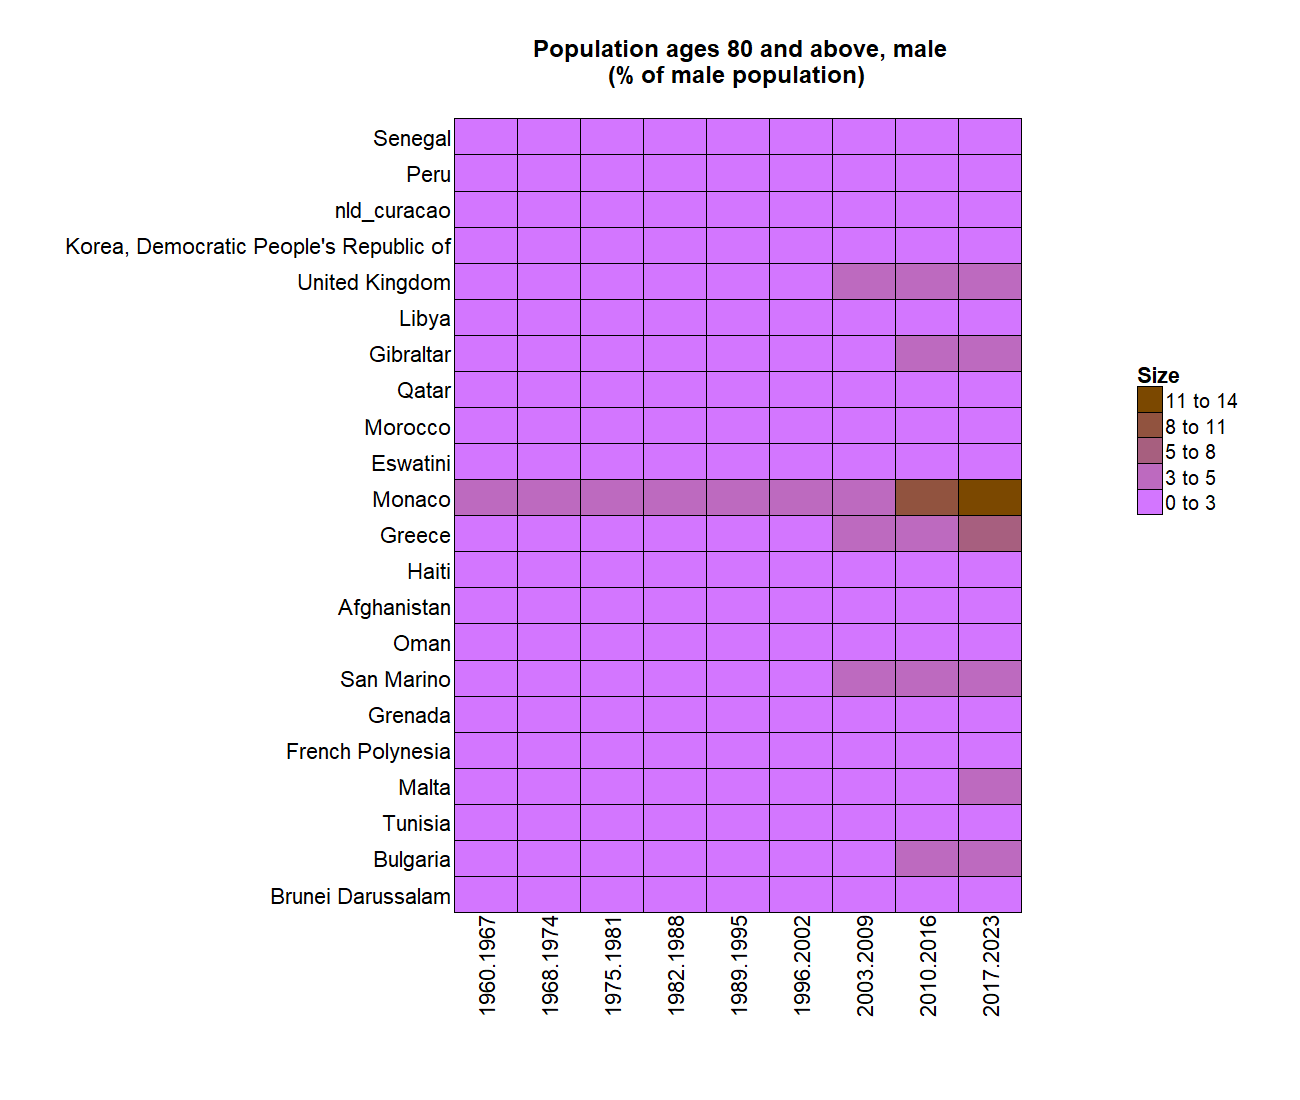 Population ages 80 and above, male
(% of male population)
Senegal
Peru
nld_curacao
Korea, Democratic People's Republic of
United Kingdom
Libya
Gibraltar
Qatar
Morocco
Eswatini
Monaco
Greece
Haiti
Afghanistan
Oman
San Marino
Grenada
French Polynesia
Malta
Tunisia
Bulgaria
Brunei Darussalam
1960.1967
1968.1974
1975.1981
1982.1988
1989.1995
1996.2002
2003.2009
2010.2016
2017.2023
Size
11 to 14
8 to 11
5 to 8
3 to 5
0 to 3